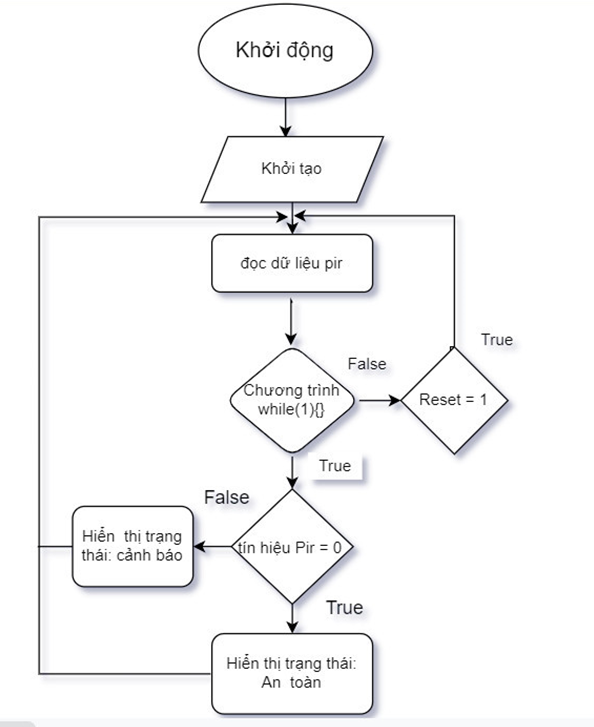 Khởi động
Khởi tạo
đọc dữ liệu pir
False
True
Chương trình
while(1){}
Reset = 1
True
False
Hiển thị trạng
thái: cảnh báo
tín hiệu Pir = 0
True
Hiển thị trạng thái:
An toàn